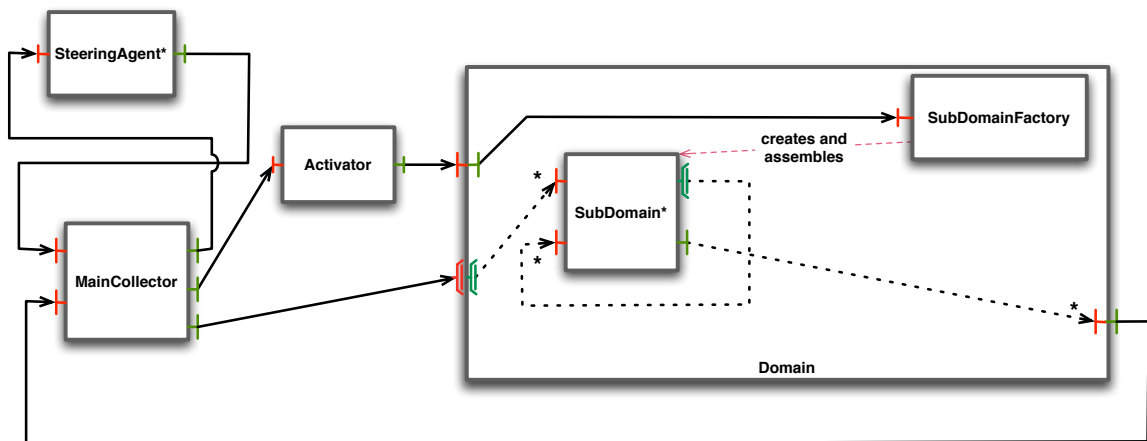 SteeringAgent*
SubDomainFactory
creates and
assembles
Activator
*
SubDomain*
*
MainCollector
*
Domain